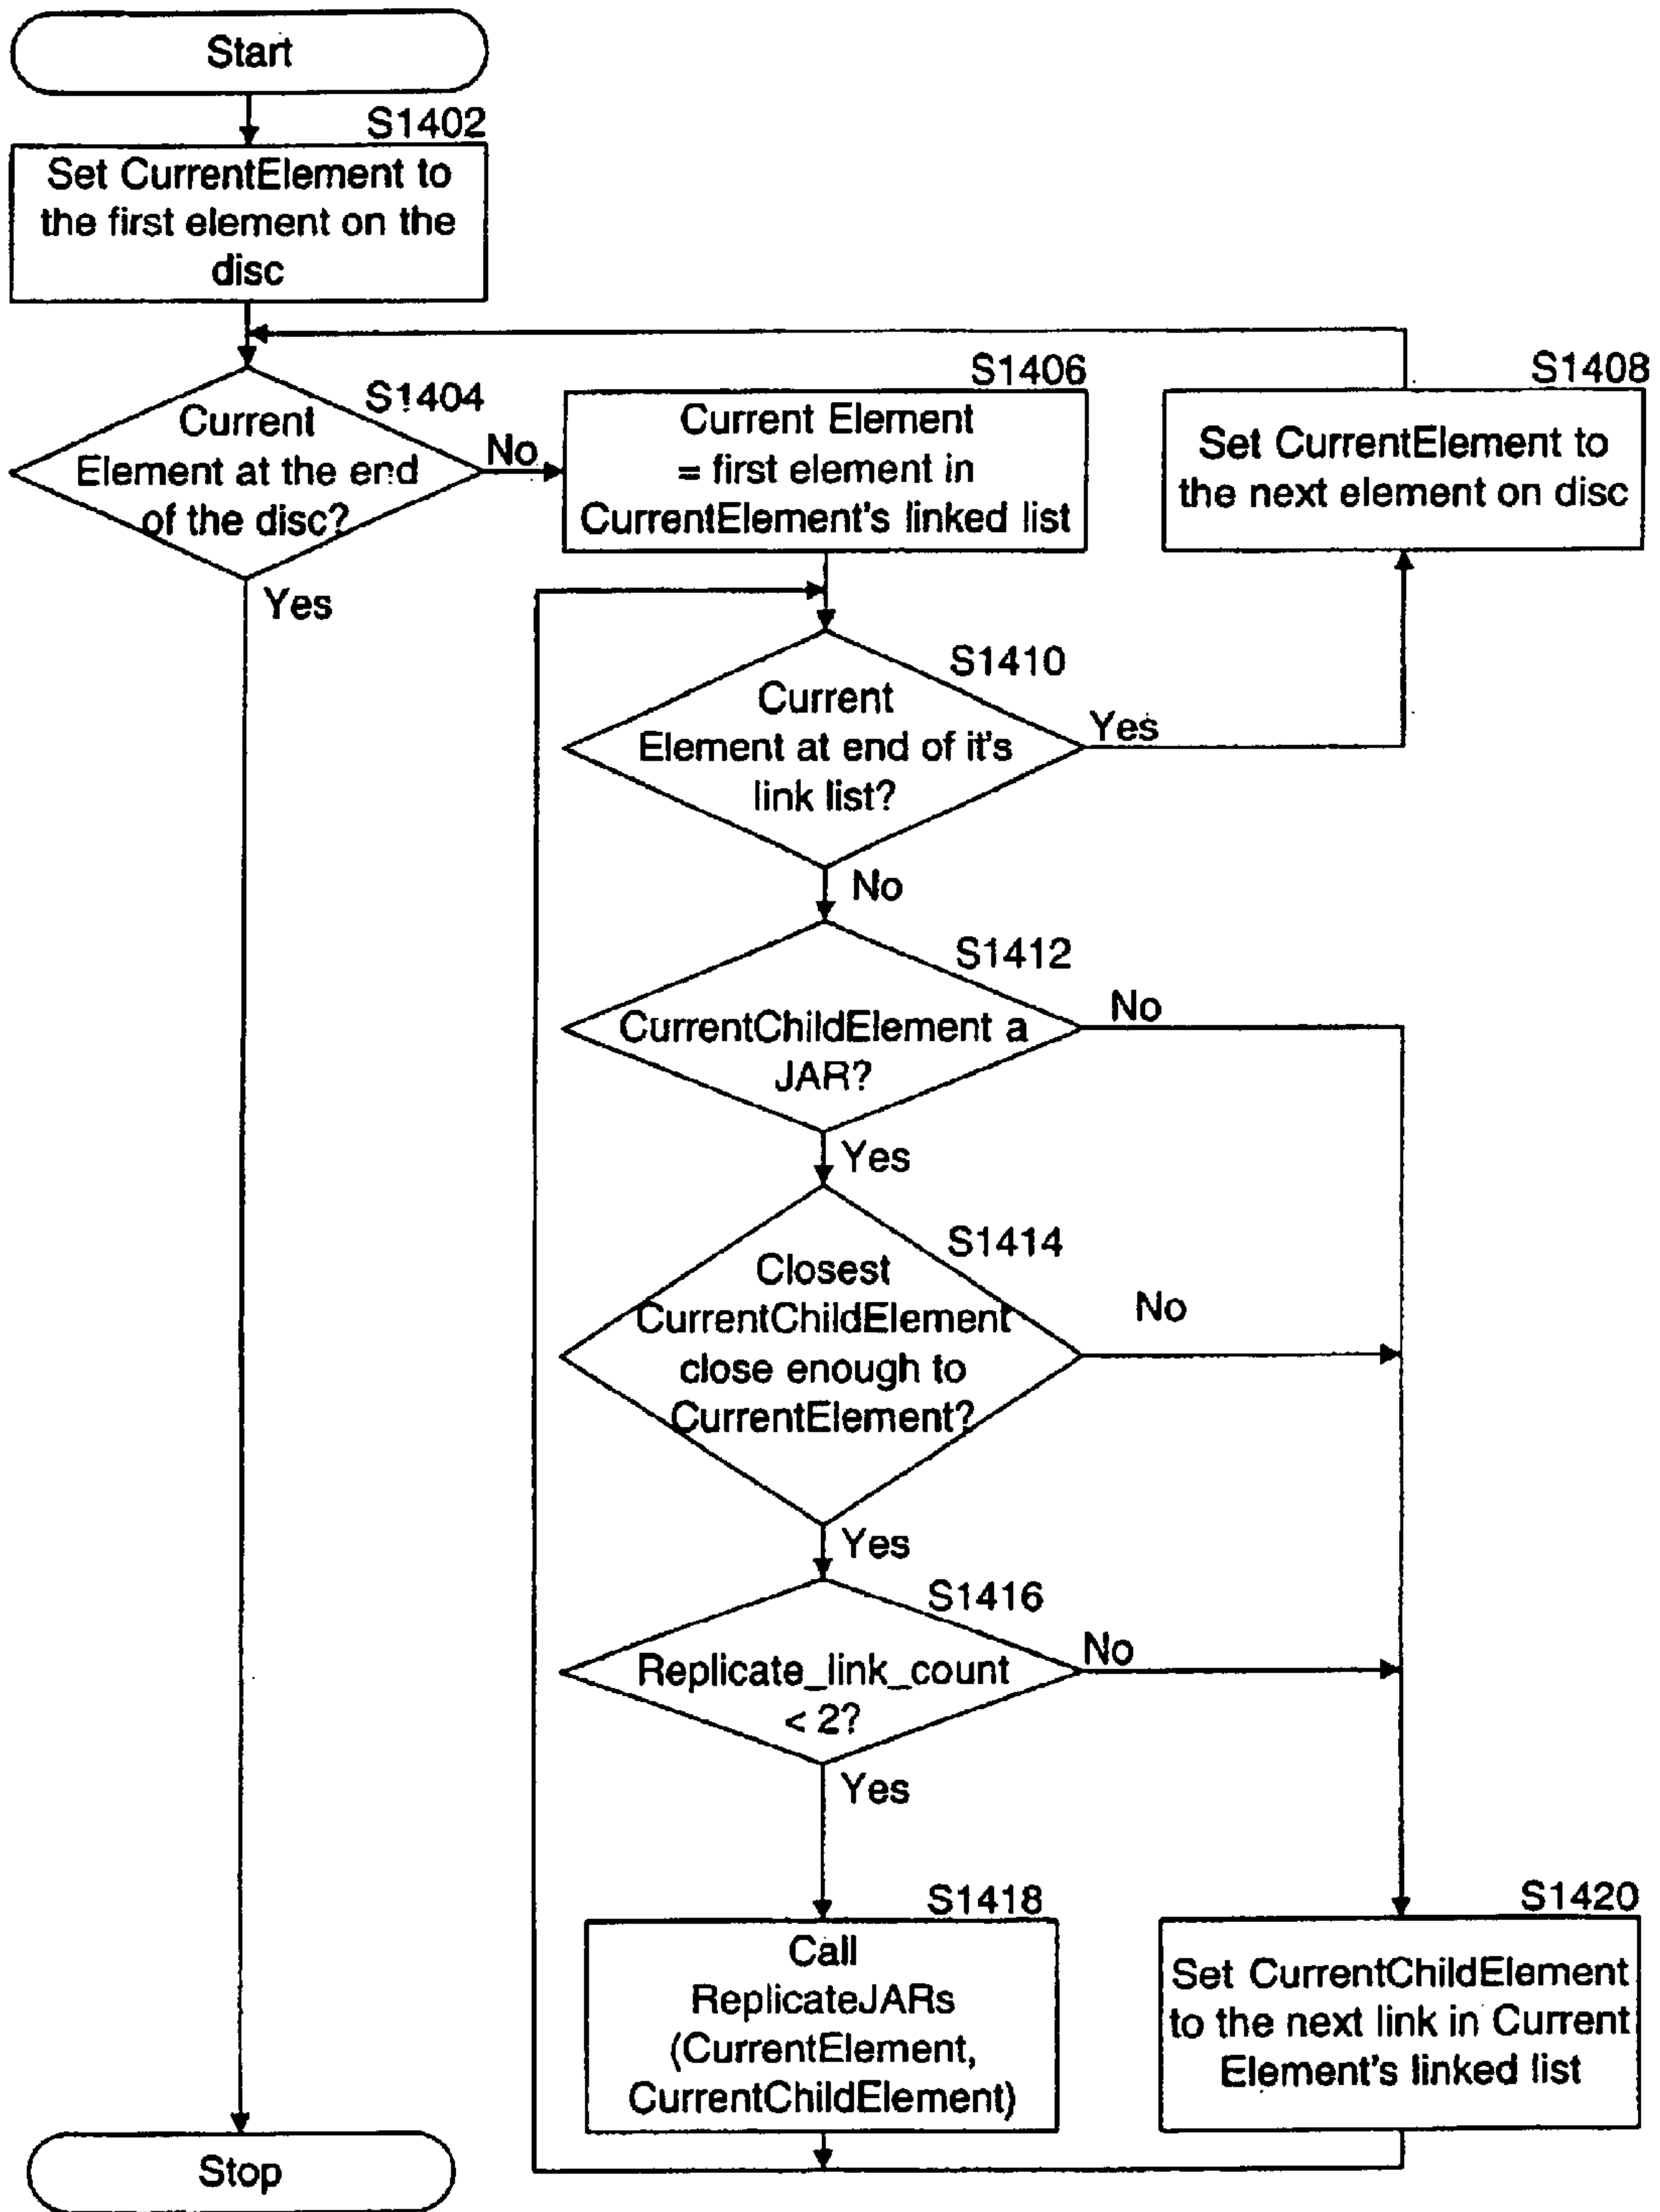 Start
S1402
Set CurrentElement to
the first element on the
disc
S1404
Current
Element at the end
of the disc?
No
Yes
S1406
Current Element
= first element in
CurrentElement's linked list
S1408
Set CurrentElement to
the next element on disc
S1410
Current
Element at end of it's
link list?
Yes
No
S1412
CurrentChildElement a
JAR?
No
Yes
S1414
Closest
CurrentChildElement
close enough to
CurrentElement?
No
Yes
S1416
Replicate_link_count
< 2?
No
Yes
S1418
Call
ReplicateJARs
(CurrentElement,
CurrentChildElement)
S1420
Set CurrentChildElement
to the next link in Current
Element's linked list
Stop